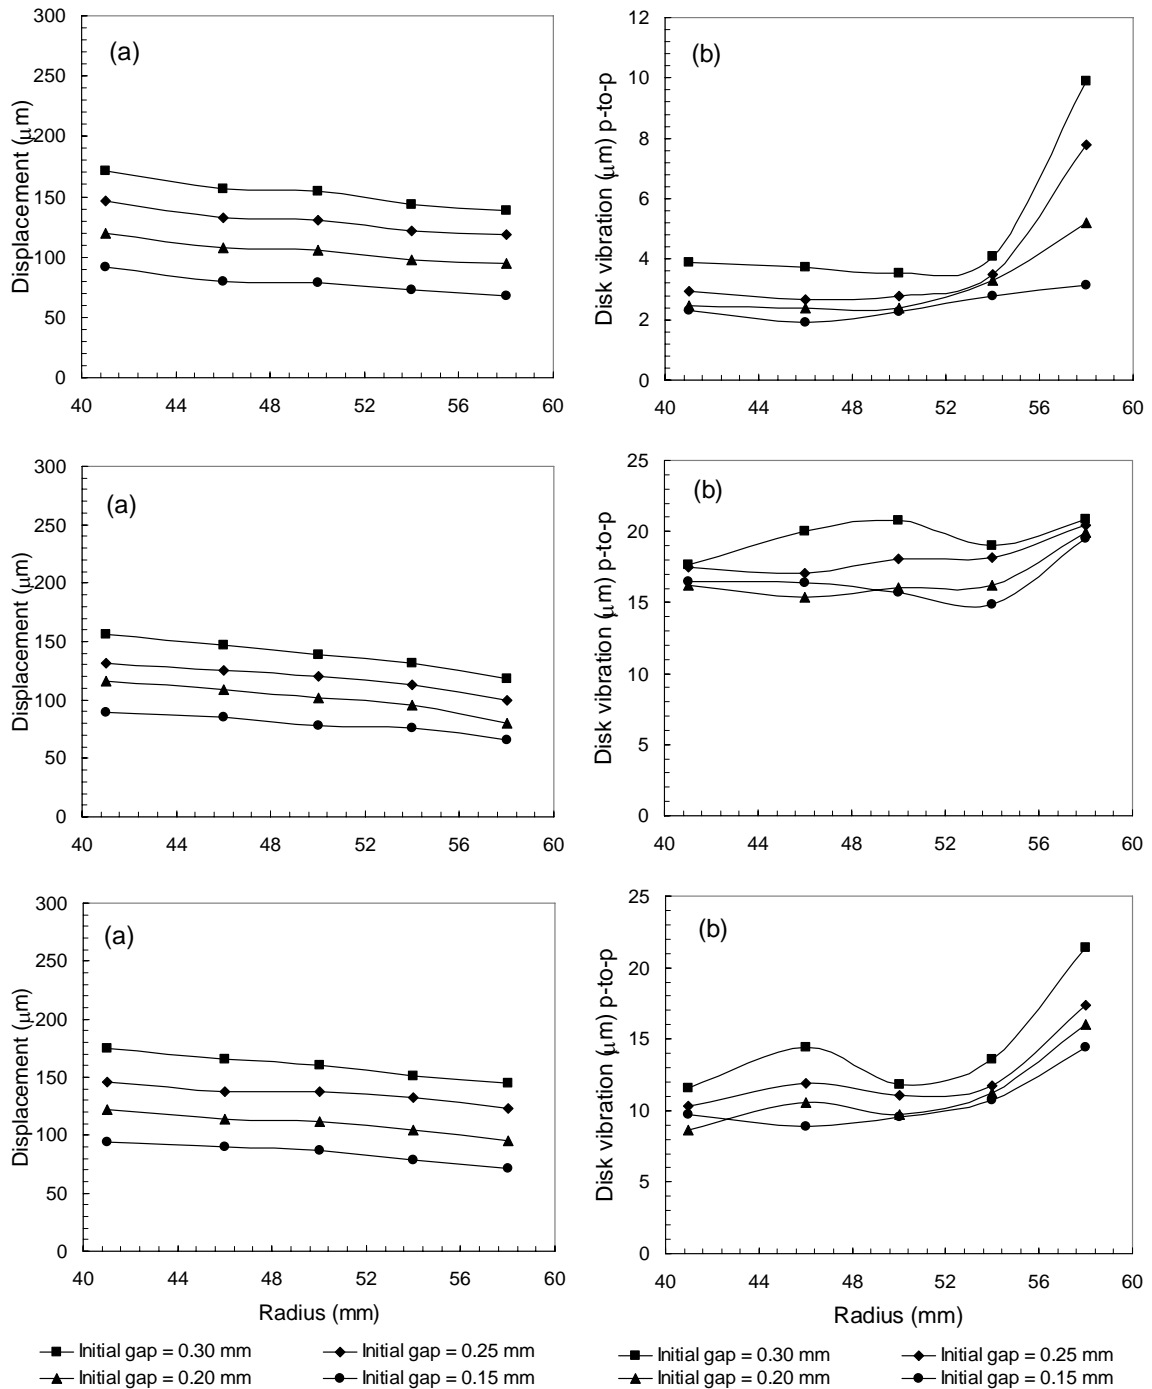 300
250
200
150
100
50
0
Displacement (μm)
(a)
40 44 48 52 56 60
12
10
8
6
4
2
0
Disk vibration (μm) p-to-p
(b)
40 44 48 52 56 60
300
250
200
150
100
50
0
Displacement (μm)
(a)
40 44 48 52 56 60
25
20
15
10
5
0
Disk vibration (μm) p-to-p
(b)
40 44 48 52 56 60
300
250
200
150
100
50
0
Displacement (μm)
(a)
40 44 48 52 56 60
Radius (mm)
Initial gap = 0.30 mm
Initial gap = 0.25 mm
Initial gap = 0.20 mm
Initial gap = 0.15 mm
25
20
15
10
5
0
Disk vibration (μm) p-to-p
(b)
40 44 48 52 56 60
Radius (mm)
Initial gap = 0.30 mm
Initial gap = 0.25 mm
Initial gap = 0.20 mm
Initial gap = 0.15 mm